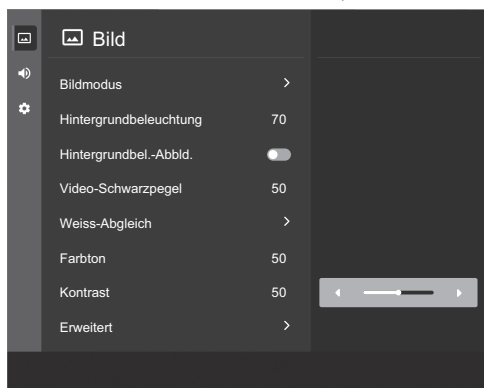 Bild
Bildmodus
Hintergrundbeleuchtung 70
Hintergrundbel.-Abbld.
Video-Schwarzpegel 50
Weiss-Abgleich
Farbton 50
Kontrast 50
Erweitert